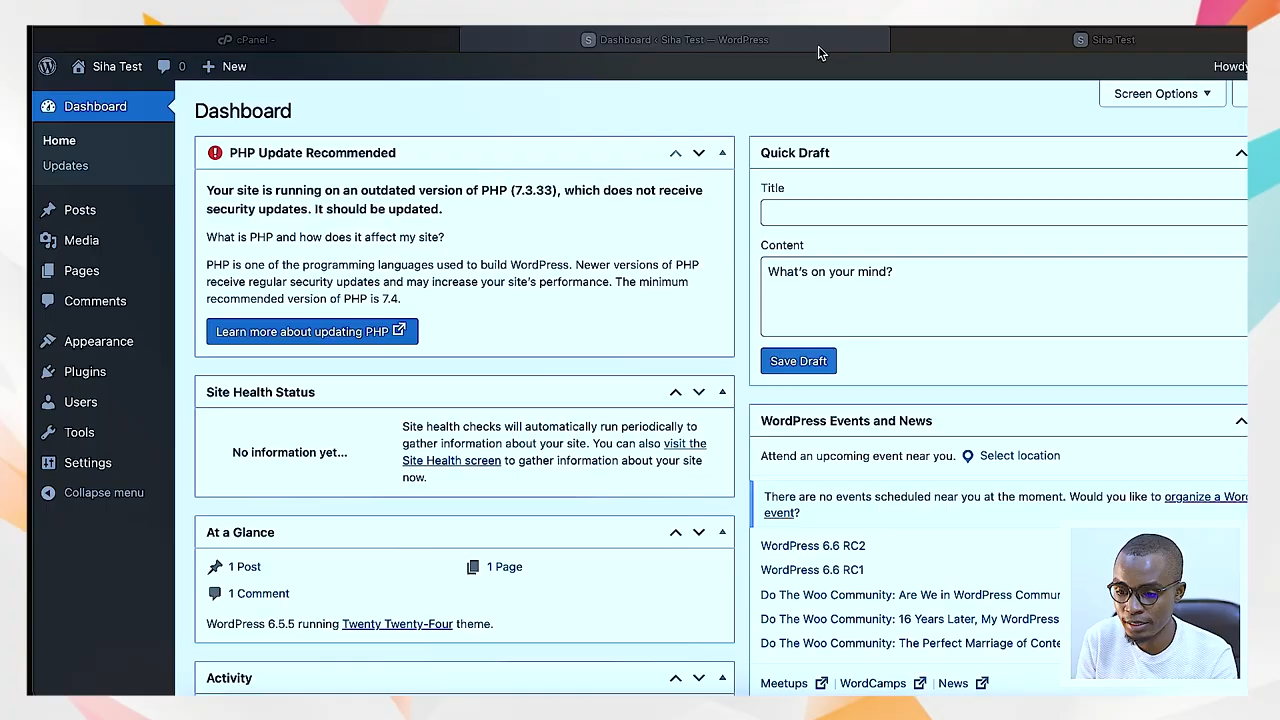 cPanel -
Dashboard ‹ Siha Test — WordPress
Siha Test
Siha Test
0
New
Howdy
Dashboard
Home
Updates
Posts
Media
Pages
Comments
Appearance
Plugins
Users
Tools
Settings
Collapse menu
Screen Options
Dashboard
PHP Update Recommended
Your site is running on an outdated version of PHP (7.3.33), which does not receive
security updates. It should be updated.
What is PHP and how does it affect my site?
PHP is one of the programming languages used to build WordPress. Newer versions of PHP
receive regular security updates and may increase your site's performance. The minimum
recommended version of PHP is 7.4.
Learn more about updating PHP
Site Health Status
No information yet...
Site health checks will automatically run periodically to
gather information about your site. You can also visit the
Site Health screen to gather information about your site
now.
At a Glance
1 Post
1 Page
1 Comment
WordPress 6.5.5 running Twenty Twenty-Four theme.
Activity
Quick Draft
Title
Content
What's on your mind?
Save Draft
WordPress Events and News
Attend an upcoming event near you.
Select location
There are no events scheduled near you at the moment. Would you like to organize a Wor
event?
WordPress 6.6 RC2
WordPress 6.6 RC1
Do The Woo Community: Are We in WordPress Commun
Do The Woo Community: 16 Years Later, My WordPress
Do The Woo Community: The Perfect Marriage of Conte
Meetups
WordCamps
News